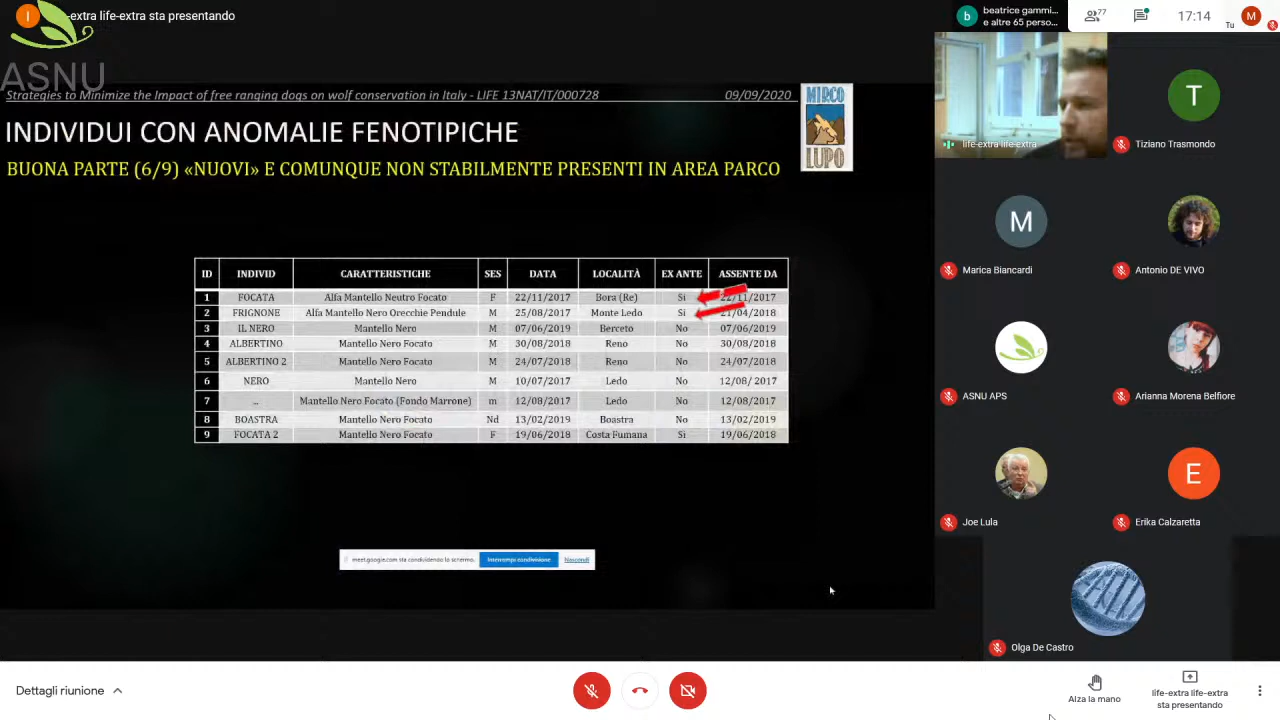 I
-extra life-extra sta presentando
ASNU
b
beatrice gammi...
e altre 65 perso...
77
17:14
Tu
M
Strategies to Minimize the Impact of free ranging dogs on wolf conservation in Italy - LIFE 13NAT/IT/000728
09/09/2020
MIRCO
LUPO
INDIVIDUI CON ANOMALIE FENOTIPICHE
BUONA PARTE (6/9) «NUOVI» E COMUNQUE NON STABILMENTE PRESENTI IN AREA PARCO
ID INDIVID CARATTERISTICHE SES DATA LOCALITÀ EX ANTE ASSENTE DA
1 FOCATA Alfa Mantello Neutro Focato F 22/11/2017 Bora (Re) Si 22/11/2017
2 FRIGNONE Alfa Mantello Nero Orecchie Pendule M 25/08/2017 Monte Ledo Si 21/04/2018
3 IL NERO Mantello Nero M 07/06/2019 Berceto No 07/06/2019
4 ALBERTINO Mantello Nero Focato M 30/08/2018 Reno No 30/08/2018
5 ALBERTINO 2 Mantello Nero Focato M 24/07/2018 Reno No 24/07/2018
6 NERO Mantello Nero M 10/07/2017 Ledo No 12/08/ 2017
7 .. Mantello Nero Focato (Fondo Marrone) m 12/08/2017 Ledo No 12/08/2017
8 BOASTRA Mantello Nero Focato Nd 13/02/2019 Boastra No 13/02/2019
9 FOCATA 2 Mantello Nero Focato F 19/06/2018 Costa Fumana Si 19/06/2018
meet.google.com sta condividendo lo schermo.
Interrompi condivisione
Nascondi
life-extra life-extra
T
Tiziano Trasmondo
M
Marica Biancardi
Antonio DE VIVO
ASNU APS
Arianna Morena Belfiore
Joe Lula
E
Erika Calzaretta
Olga De Castro
Dettagli riunione
Alza la mano
life-extra life-extra
sta presentando